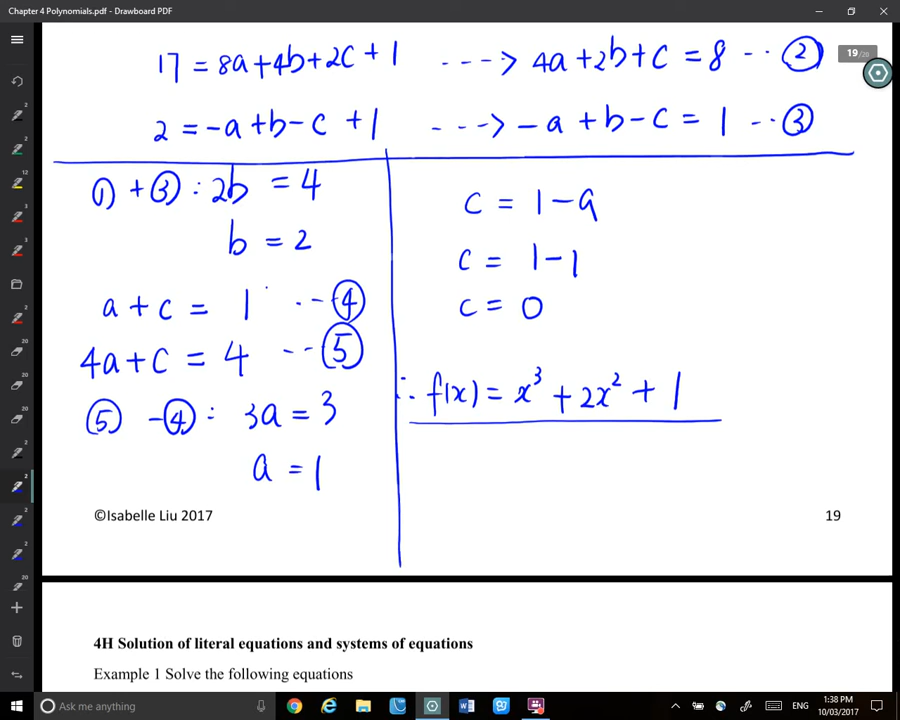 Chapter 4 Polynomials.pdf - Drawboard PDF
17 = 8a+4b+2c+1 ---> 4a+2b+c = 8 -- ②
19/26
2 = -a+b-c+1 ---> -a+b-c = 1 -- ③
① + ③ : 2b = 4
b = 2
a+c = 1 -- ④
4a+c = 4 -- ⑤
⑤ - ④ : 3a = 3
a = 1
c = 1-a
c = 1-1
c = 0
∴ f(x) = x³ + 2x² + 1
©Isabelle Liu 2017
19
4H Solution of literal equations and systems of equations
Example 1 Solve the following equations
Ask me anything
ENG
1:38 PM
10/03/2017